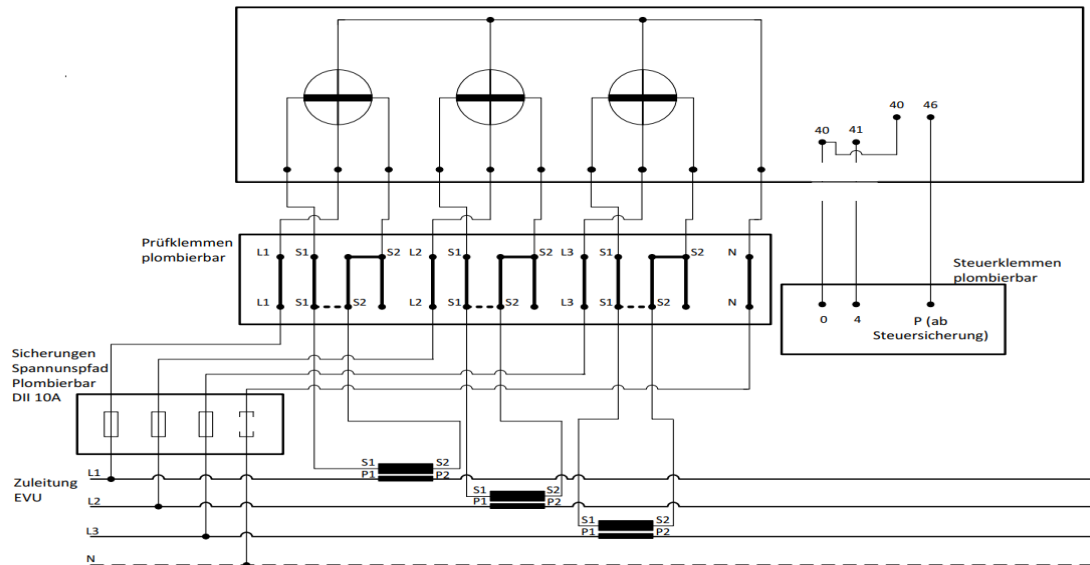 40 46
40 41
Prüfklemmen
plombierbar
L1 S1 S2 L2 S1 S2 L3 S1 S2 N
L1 S1 S2 L2 S1 S2 L3 S1 S2 N
Steuerklemmen
plombierbar
0 4 P (ab
Steuersicherung)
Sicherungen
Spannunspfad
Plombierbar
DII 10A
Zuleitung
EVU
S1 S2
L1 P1 P2
S1 S2
L2 P1 P2
S1 S2
L3 P1 P2
N